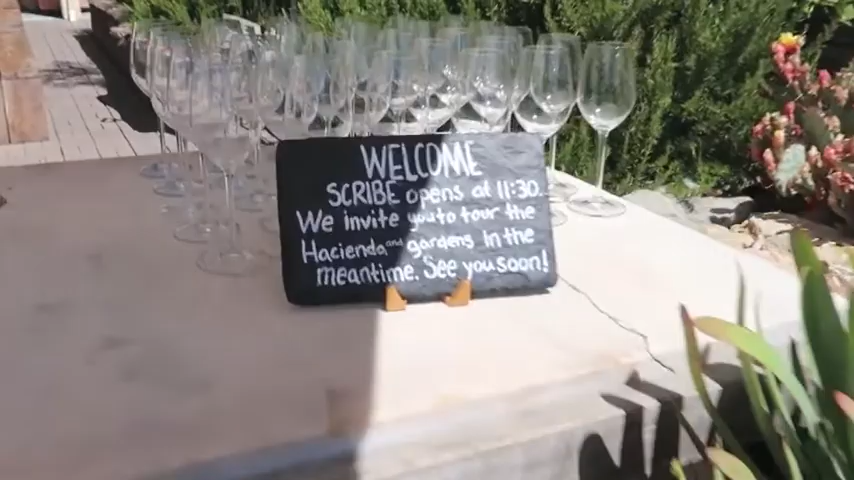 WELCOME
SCRIBE opens at 11:30.
We invite you to tour the
Hacienda and gardens in the
meantime. See you soon!